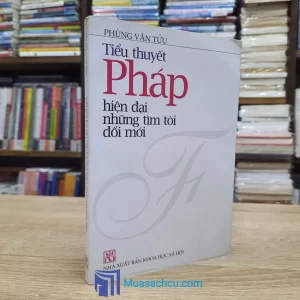 PHÙNG VĂN TỬU
Tiểu thuyết
Pháp
hiện đại
những tìm tòi
đổi mới
F
NHÀ XUẤT BẢN KHOA HỌC XÃ HỘI
Muasachcu.com